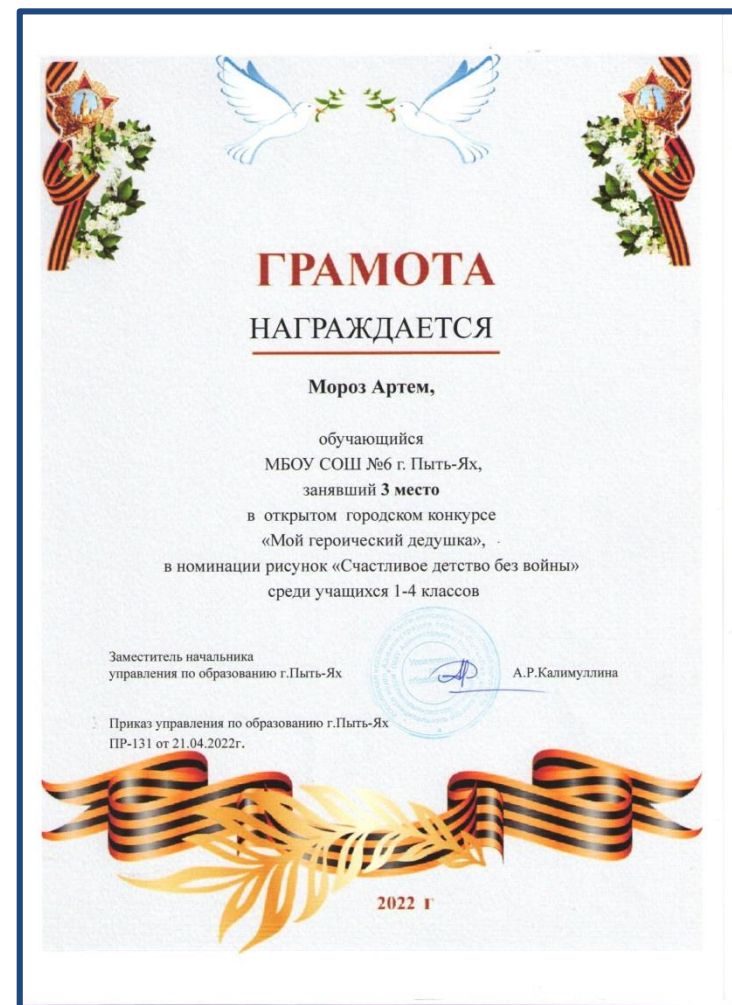 ГРАМОТА
НАГРАЖДАЕТСЯ
Мороз Артем,
обучающийся
МБОУ СОШ №6 г. Пыть-Ях,
занявший 3 место
в открытом городском конкурсе
«Мой героический дедушка»,
в номинации рисунок «Счастливое детство без войны»
среди учащихся 1-4 классов
Заместитель начальника
управления по образованию г.Пыть-Ях А.Р.Калимуллина
Приказ управления по образованию г.Пыть-Ях
ПР-131 от 21.04.2022г.
2022 г